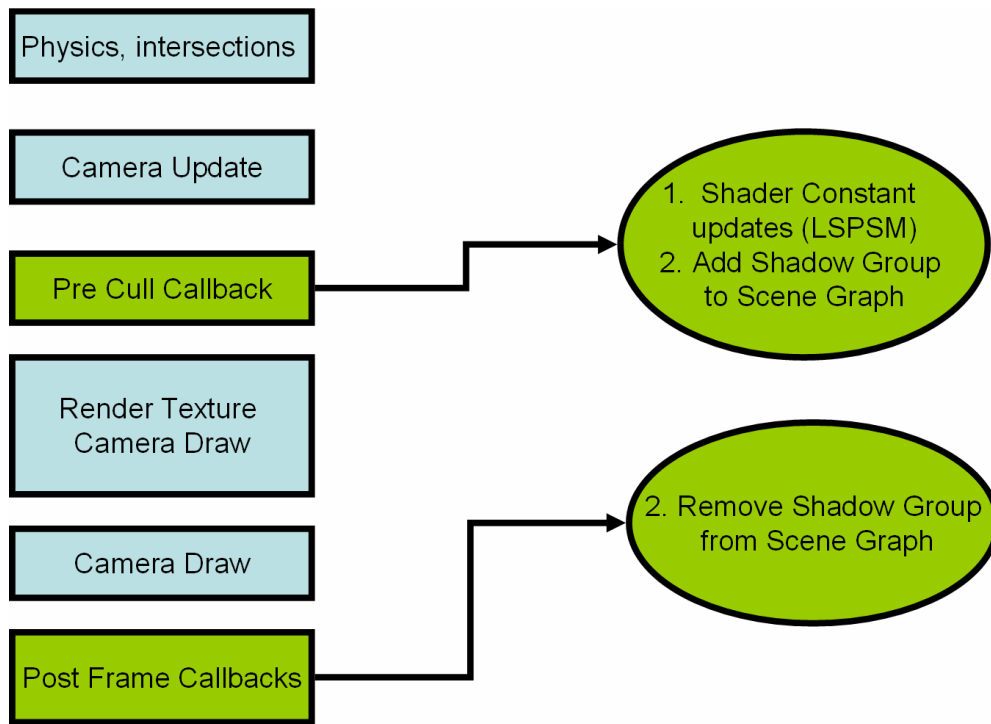 Physics, intersections
Camera Update
Pre Cull Callback
Render Texture
Camera Draw
Camera Draw
Post Frame Callbacks
1. Shader Constant
updates (LSPSM)
2. Add Shadow Group
to Scene Graph
2. Remove Shadow Group
from Scene Graph